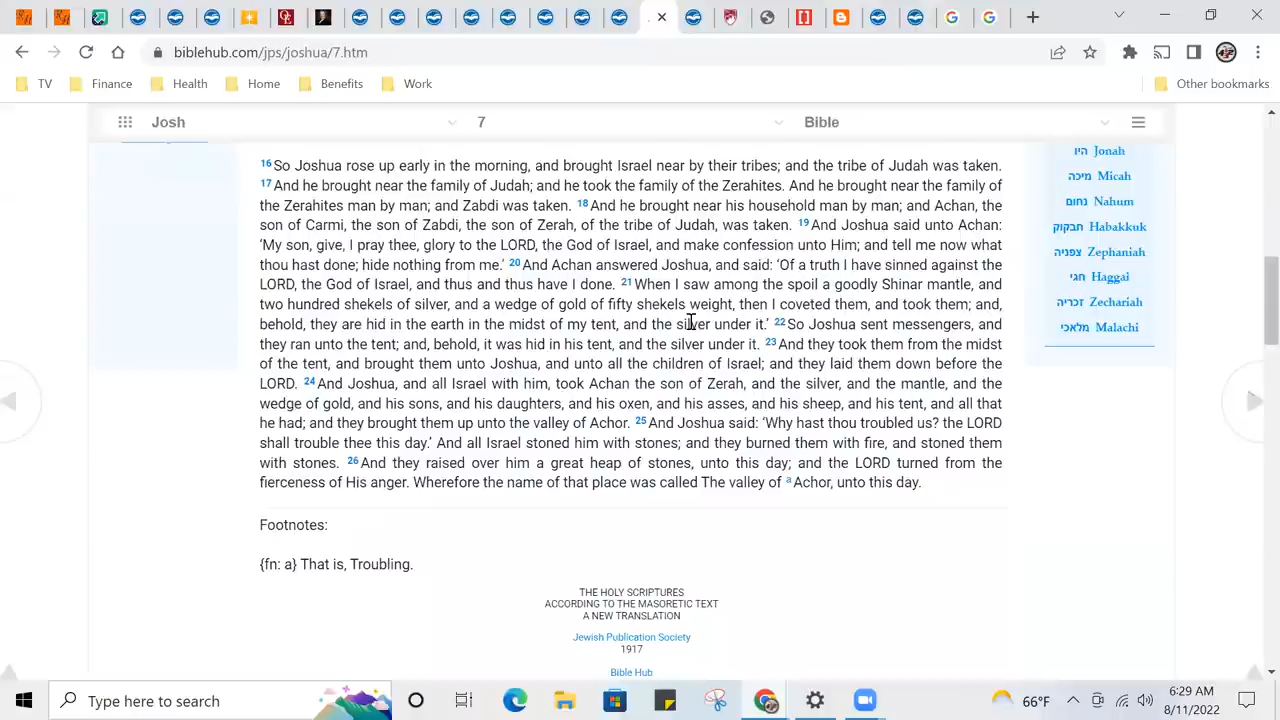 biblehub.com/jps/joshua/7.htm
TV Finance Health Home Benefits Work Other bookmarks
Josh 7 Bible
16 So Joshua rose up early in the morning, and brought Israel near by their tribes; and the tribe of Judah was taken.
17 And he brought near the family of Judah; and he took the family of the Zerahites. And he brought near the family of
the Zerahites man by man; and Zabdi was taken. 18 And he brought near his household man by man; and Achan, the
son of Carmi, the son of Zabdi, the son of Zerah, of the tribe of Judah, was taken. 19 And Joshua said unto Achan:
‘My son, give, I pray thee, glory to the LORD, the God of Israel, and make confession unto Him; and tell me now what
thou hast done; hide nothing from me.’ 20 And Achan answered Joshua, and said: ‘Of a truth I have sinned against the
LORD, the God of Israel, and thus and thus have I done. 21 When I saw among the spoil a goodly Shinar mantle, and
two hundred shekels of silver, and a wedge of gold of fifty shekels weight, then I coveted them, and took them; and,
behold, they are hid in the earth in the midst of my tent, and the silver under it.’ 22 So Joshua sent messengers, and
they ran unto the tent; and, behold, it was hid in his tent, and the silver under it. 23 And they took them from the midst
of the tent, and brought them unto Joshua, and unto all the children of Israel; and they laid them down before the
LORD. 24 And Joshua, and all Israel with him, took Achan the son of Zerah, and the silver, and the mantle, and the
wedge of gold, and his sons, and his daughters, and his oxen, and his asses, and his sheep, and his tent, and all that
he had; and they brought them up unto the valley of Achor. 25 And Joshua said: ‘Why hast thou troubled us? the LORD
shall trouble thee this day.’ And all Israel stoned him with stones; and they burned them with fire, and stoned them
with stones. 26 And they raised over him a great heap of stones, unto this day; and the LORD turned from the
fierceness of His anger. Wherefore the name of that place was called The valley of a Achor, unto this day.
Footnotes:
{fn: a} That is, Troubling.
THE HOLY SCRIPTURES
ACCORDING TO THE MASORETIC TEXT
A NEW TRANSLATION
Jewish Publication Society
1917
Bible Hub
היו Jonah
מיכה Micah
נחום Nahum
תבקוק Habakkuk
צפניה Zephaniah
חגי Haggai
זכריה Zechariah
מלאכי Malachi
Type here to search
66°F
6:29 AM
8/11/2022